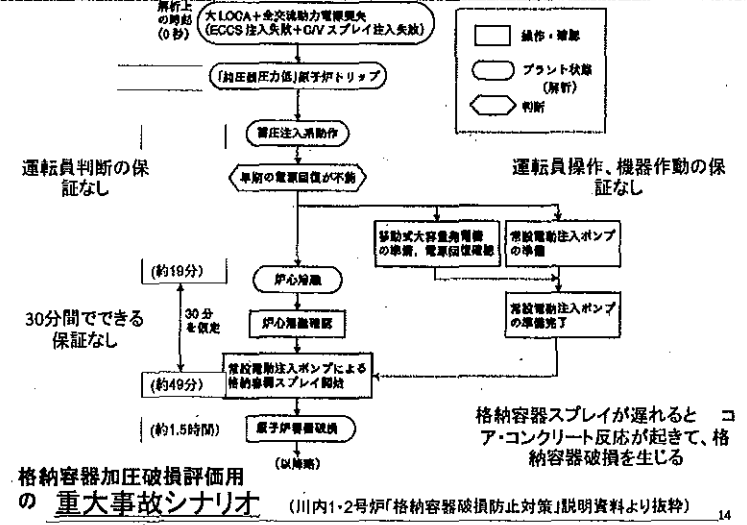 解析上
の時刻
(0 秒)
大LOCA+全交流動力電源喪失
(ECCS 注入失敗+C/V スプレイ注入失敗)
操作・確認
プラント状態
(解析)
判断
「加圧器圧力低」原子炉トリップ
蓄圧注入系動作
運転員判断の保
証なし
早期の電源回復が不能
運転員操作、機器作動の保
証なし
移動式大容量発電機
の準備,電源回復確認
常設電動注入ポンプ
の準備
(約19分)
炉心溶融
30分間でできる
保証なし
30 分
を仮定
炉心溶融確認
常設電動注入ポンプ
の準備完了
常設電動注入ポンプによる
格納容器スプレイ開始
(約49分)
(約1.5時間)
原子炉容器破損
(以降略)
格納容器スプレイが遅れると コ
ア・コンクリート反応が起きて、格
納容器破損を生じる
格納容器加圧破損評価用
の 重大事故シナリオ (川内1・2号炉「格納容器破損防止対策」説明資料より抜粋)
14